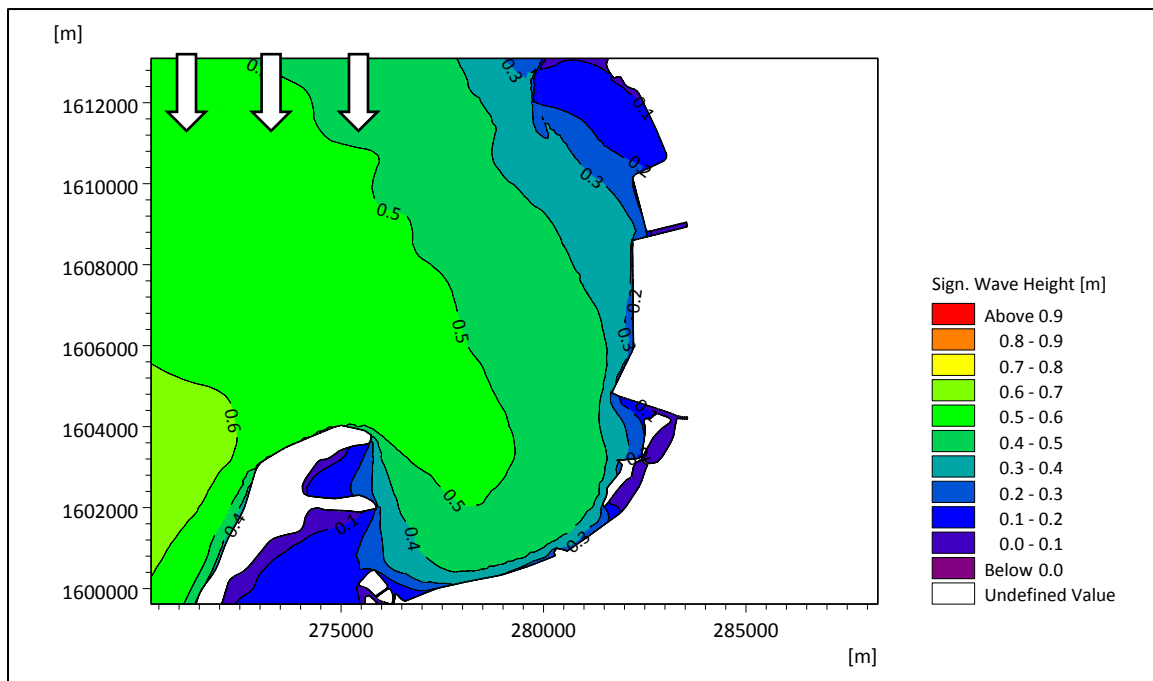 [m]
1612000
1610000
1608000
1606000
1604000
1602000
1600000
275000
280000
285000
[m]
0.3
0.1
0.2
0.3
0.5
0.2
0.5
0.3
0.6
0.5
0.4
0.1
0.4
0.3
Sign. Wave Height [m]
Above 0.9
0.8 - 0.9
0.7 - 0.8
0.6 - 0.7
0.5 - 0.6
0.4 - 0.5
0.3 - 0.4
0.2 - 0.3
0.1 - 0.2
0.0 - 0.1
Below 0.0
Undefined Value